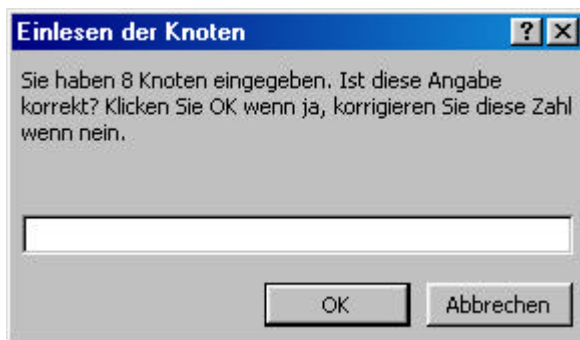 Einlesen der Knoten
Sie haben 8 Knoten eingegeben. Ist diese Angabe
korrekt? Klicken Sie OK wenn ja, korrigieren Sie diese Zahl
wenn nein.
OK
Abbrechen